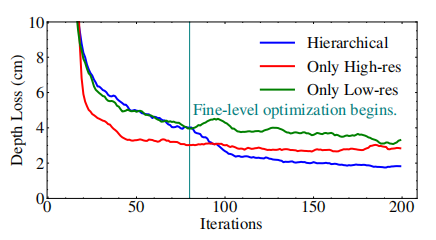 10
8
6
4
2
0
Depth Loss (cm)
Hierarchical
Only High-res
Only Low-res
Fine-level optimization begins.
0 50 100 150 200
Iterations